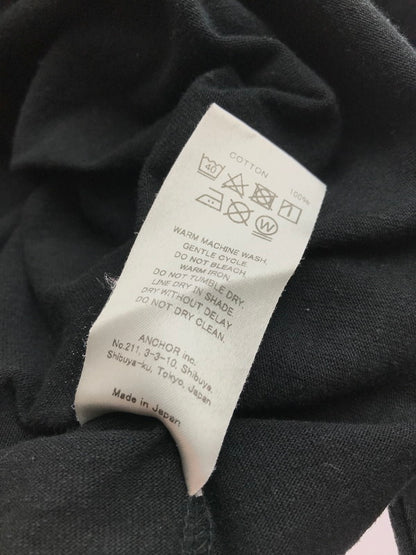 COTTON 100%
40
W
WARM MACHINE WASH.
GENTLE CYCLE.
DO NOT BLEACH.
WARM IRON.
DO NOT TUMBLE DRY.
LINE DRY IN SHADE.
DRY WITHOUT DELAY
DO NOT DRY CLEAN.
ANCHOR inc.
No.211, 3-3-10, Shibuya,
Shibuya-ku, Tokyo, Japan
Made in Japan